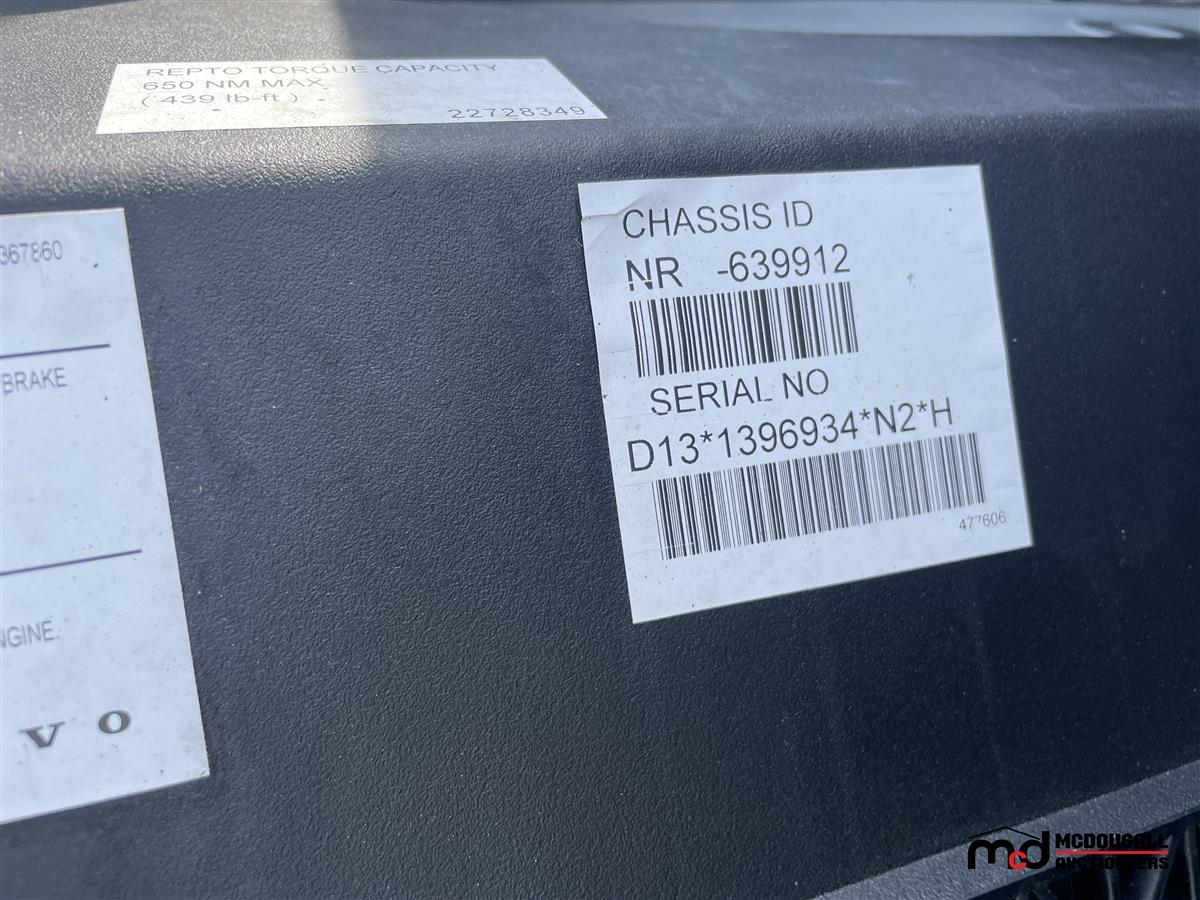 REPTO TORQUE CAPACITY
650 NM MAX
( 439 lb-ft )
22728349
367860
BRAKE
NGINE.
V O
CHASSIS ID
NR -639912
SERIAL NO
D13*1396934*N2*H
477606
mcd MCDOUGALL
AUCTIONEERS